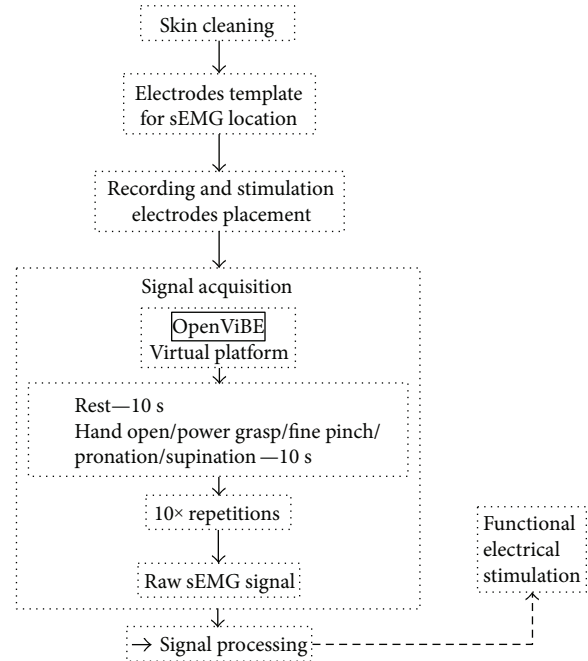 Skin cleaning
Electrodes template
for sEMG location
Recording and stimulation
electrodes placement
Signal acquisition
OpenViBE
Virtual platform
Rest—10 s
Hand open/power grasp/fine pinch/
pronation/supination —10 s
10× repetitions
Raw sEMG signal
→ Signal processing
Functional
electrical
stimulation